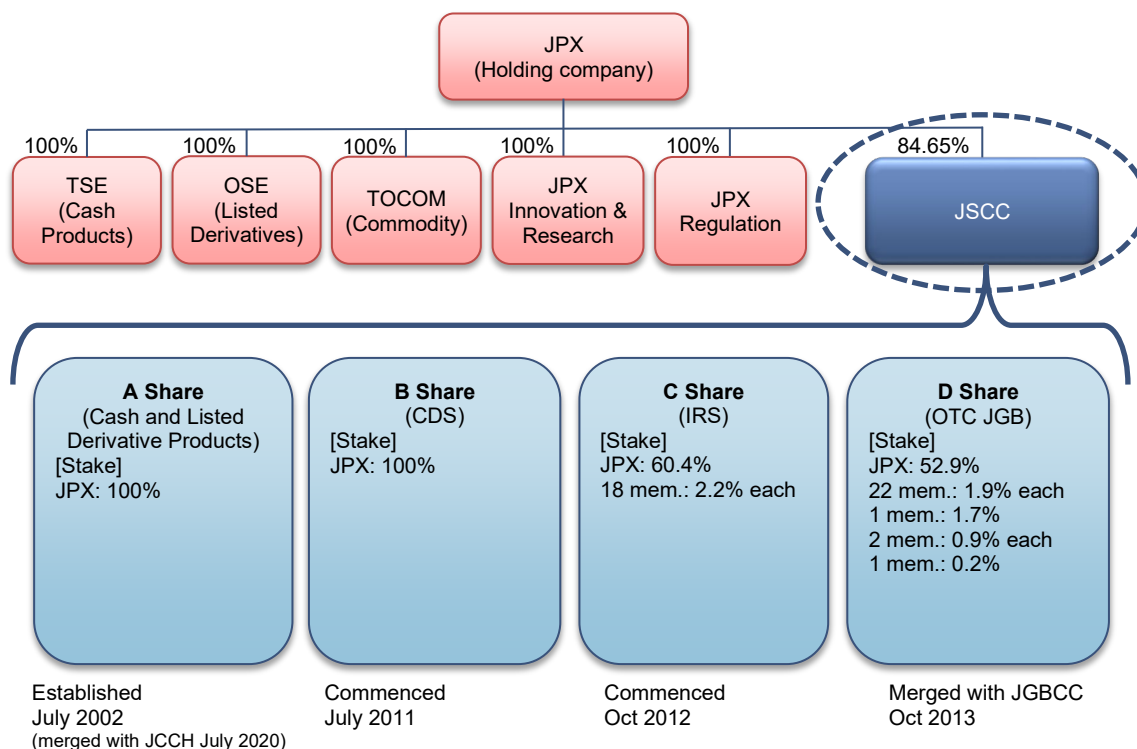 JPX
(Holding company)
100%
100%
100%
100%
100%
84.65%
TSE
(Cash
Products)
OSE
(Listed
Derivatives)
TOCOM
(Commodity)
JPX
Innovation &
Research
JPX
Regulation
JSCC
A Share
(Cash and Listed
Derivative Products)
[Stake]
JPX: 100%
B Share
(CDS)
[Stake]
JPX: 100%
C Share
(IRS)
[Stake]
JPX: 60.4%
18 mem.: 2.2% each
D Share
(OTC JGB)
[Stake]
JPX: 52.9%
22 mem.: 1.9% each
1 mem.: 1.7%
2 mem.: 0.9% each
1 mem.: 0.2%
Established
July 2002
(merged with JCCH July 2020)
Commenced
July 2011
Commenced
Oct 2012
Merged with JGBCC
Oct 2013